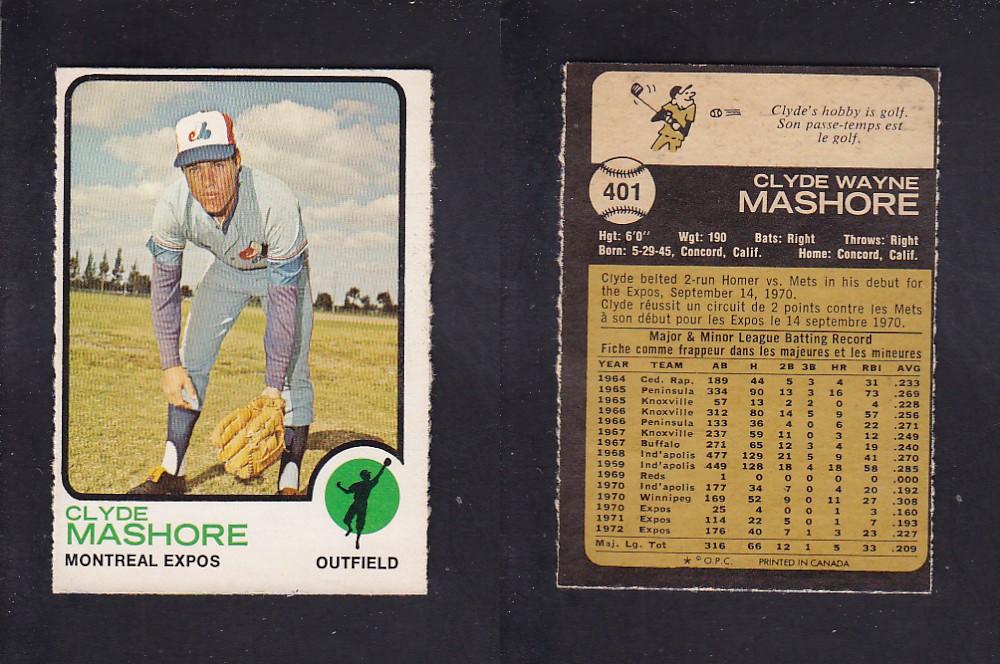 eb
CLYDE
MASHORE
MONTREAL EXPOS
OUTFIELD
Clyde's hobby is golf.
Son passe-temps est
le golf.
401
CLYDE WAYNE
MASHORE
Hgt: 6'0" Wgt: 190 Bats: Right Throws: Right
Born: 5-29-45, Concord, Calif. Home: Concord, Calif.
Clyde belted 2-run Homer vs. Mets in his debut for
the Expos, September 14, 1970.
Clyde réussit un circuit de 2 points contre les Mets
à son début pour les Expos le 14 septembre 1970.
Major & Minor League Batting Record
Fiche comme frappeur dans les majeures et les mineures
YEAR TEAM AB H 2B 3B HR RBI AVG
1964 Ced. Rap. 189 44 5 3 4 31 .233
1965 Peninsula 334 90 13 3 16 73 .269
1965 Knoxville 57 13 2 2 0 4 .228
1966 Knoxville 312 80 14 5 9 57 .256
1966 Peninsula 133 36 4 0 6 22 .271
1967 Knoxville 237 59 11 0 3 12 .249
1967 Buffalo 271 65 12 3 4 19 .240
1968 Ind'apolis 477 129 21 5 9 41 .270
1959 Ind'apolis 449 128 18 4 18 58 .285
1969 Reds 1 0 0 0 0 0 .000
1970 Ind'apolis 177 34 7 0 4 20 .192
1970 Winnipeg 169 52 9 0 11 27 .308
1970 Expos 25 4 0 0 1 3 .160
1971 Expos 114 22 5 0 1 7 .193
1972 Expos 176 40 7 1 3 23 .227
Maj. Lg. Tot 316 66 12 1 5 33 .209
* © O.P.C. PRINTED IN CANADA